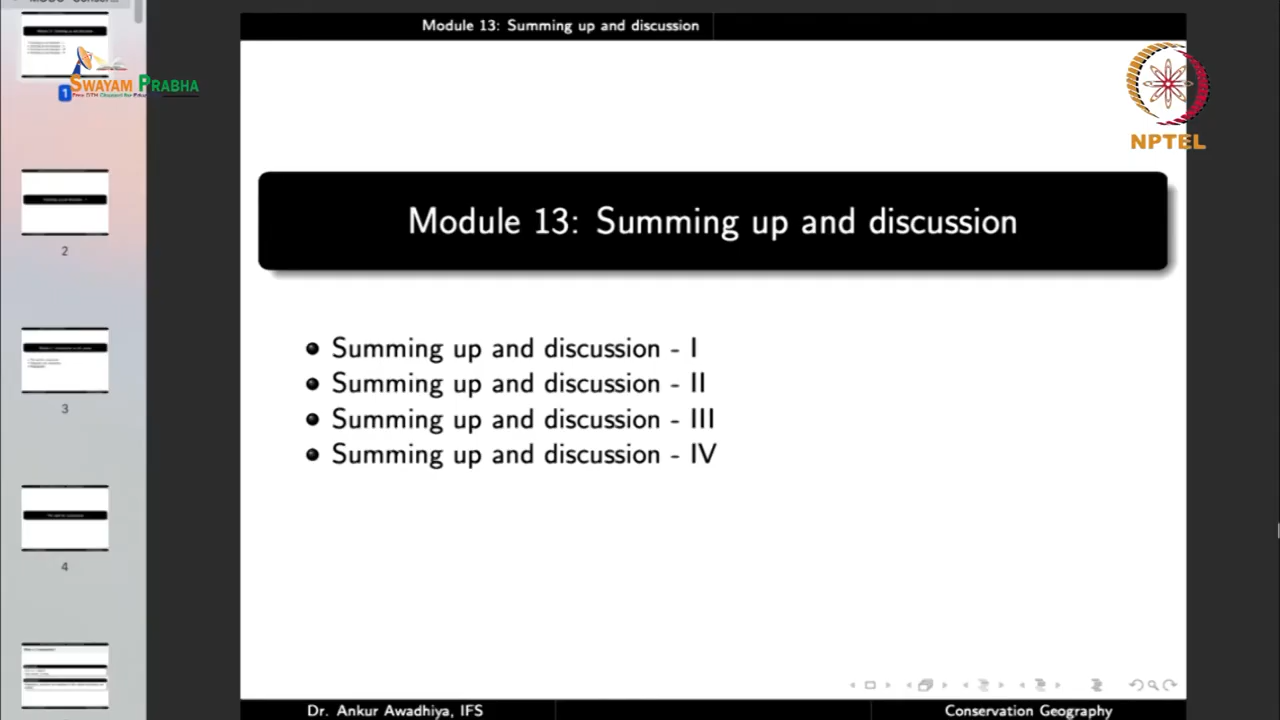 Module 13: Summing up and discussion
SWAYAM PRABHA
1
NPTEL
Module 13: Summing up and discussion
2
Summing up and discussion - I
Summing up and discussion - II
3
Summing up and discussion - III
Summing up and discussion - IV
4
Dr. Ankur Awadhiya, IFS
Conservation Geography